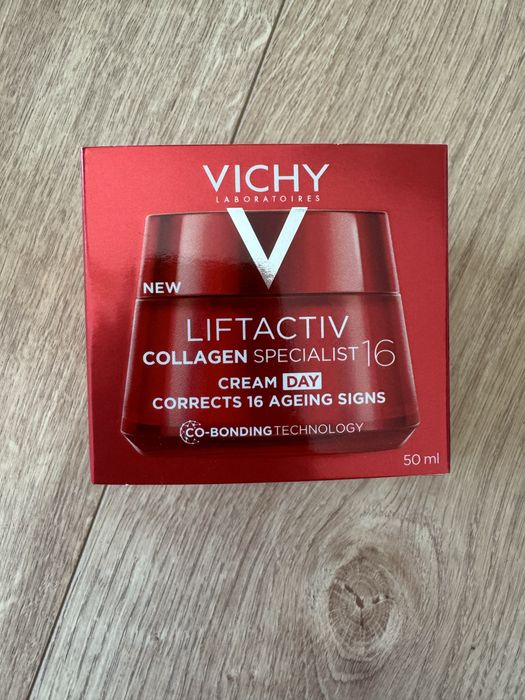 VICHY
LABORATOIRES
NEW
LIFTACTIV
COLLAGEN SPECIALIST 16
CREAM DAY
CORRECTS 16 AGEING SIGNS
CO-BONDING TECHNOLOGY
50 ml